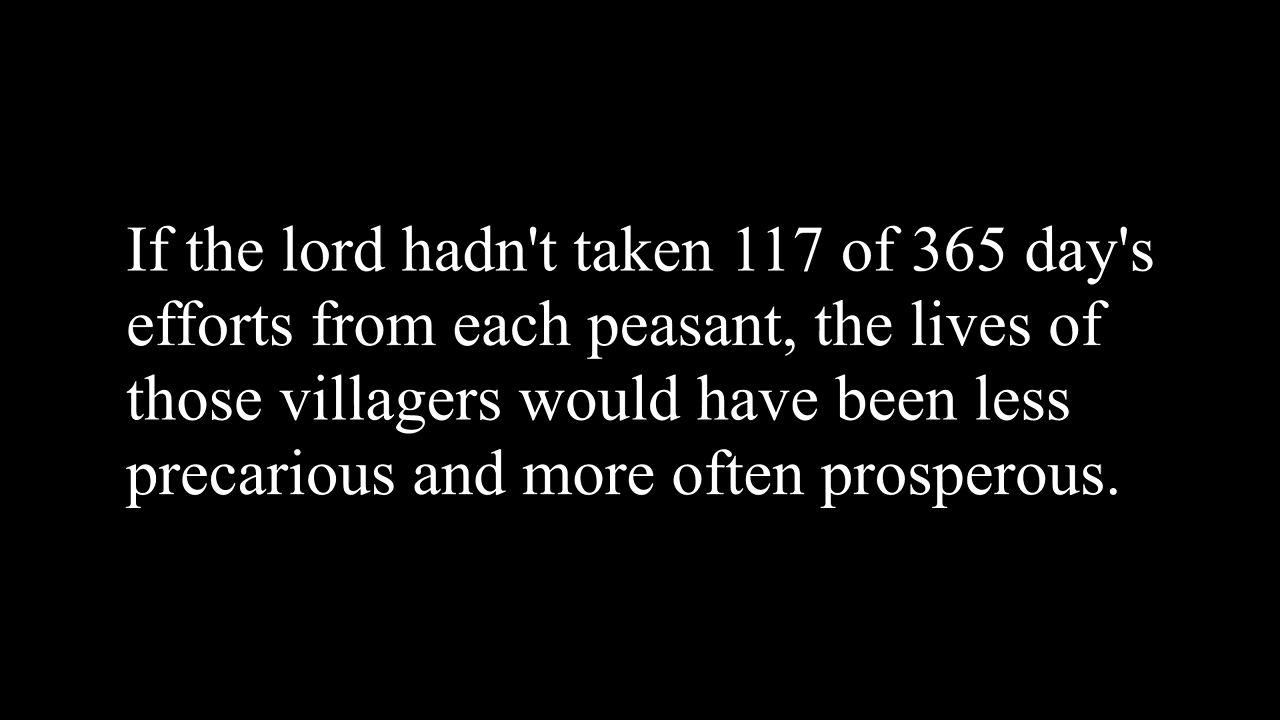 If the lord hadn't taken 117 of 365 day's
efforts from each peasant, the lives of
those villagers would have been less
precarious and more often prosperous.